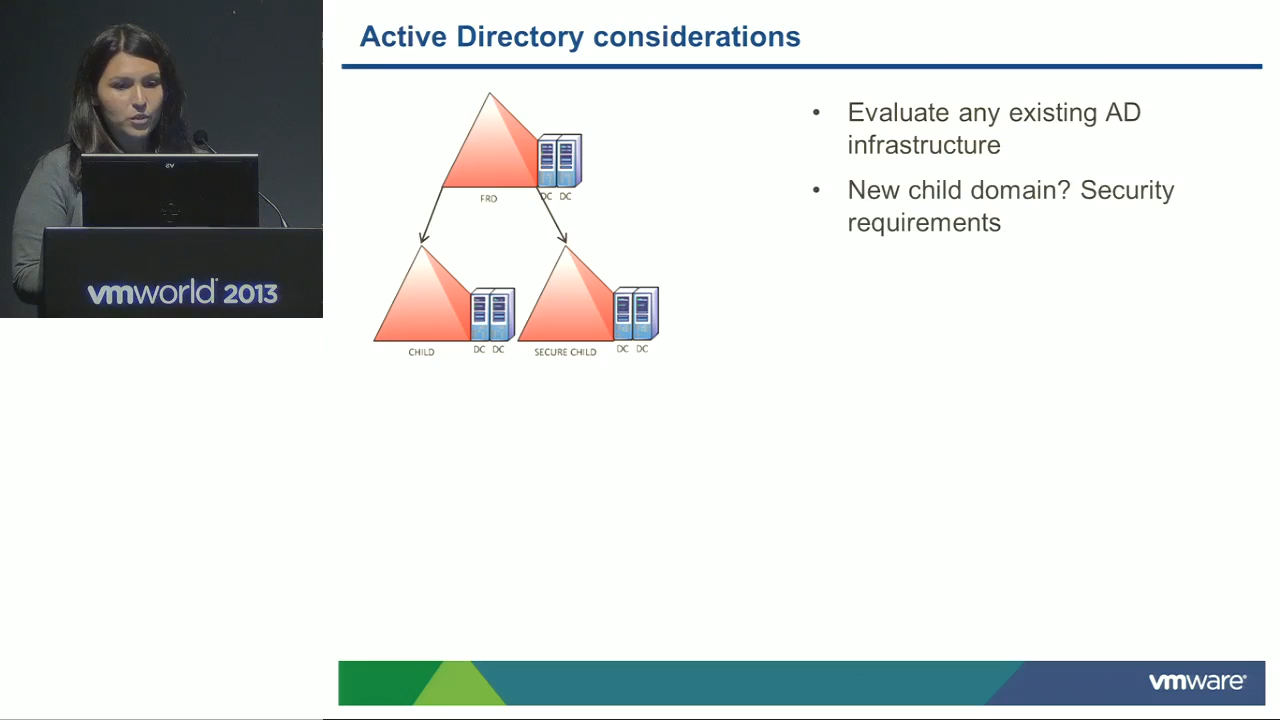 Active Directory considerations
FRD
DC DC
CHILD
DC DC
SECURE CHILD
DC DC
• Evaluate any existing AD
infrastructure
• New child domain? Security
requirements
vmworld 2013
vmware